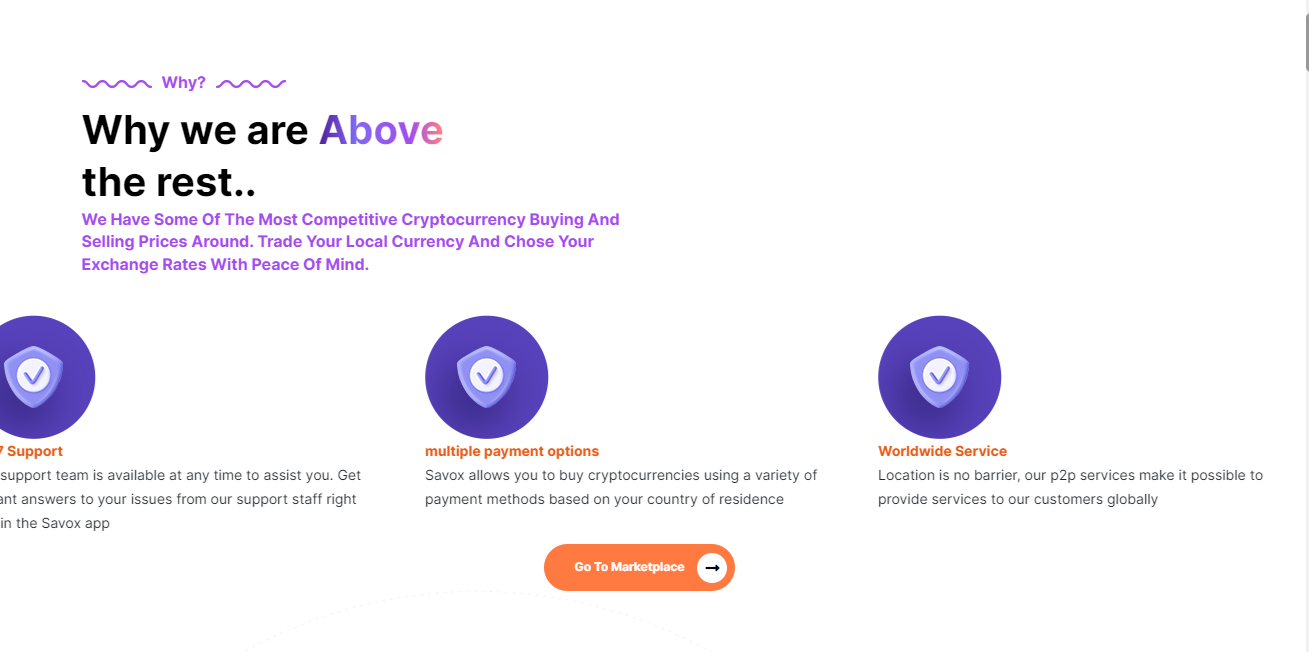 Why?
Why we are Above
the rest..
We Have Some Of The Most Competitive Cryptocurrency Buying And
Selling Prices Around. Trade Your Local Currency And Chose Your
Exchange Rates With Peace Of Mind.
7 Support
support team is available at any time to assist you. Get
ant answers to your issues from our support staff right
in the Savox app
multiple payment options
Savox allows you to buy cryptocurrencies using a variety of
payment methods based on your country of residence
Worldwide Service
Location is no barrier, our p2p services make it possible to
provide services to our customers globally
Go To Marketplace